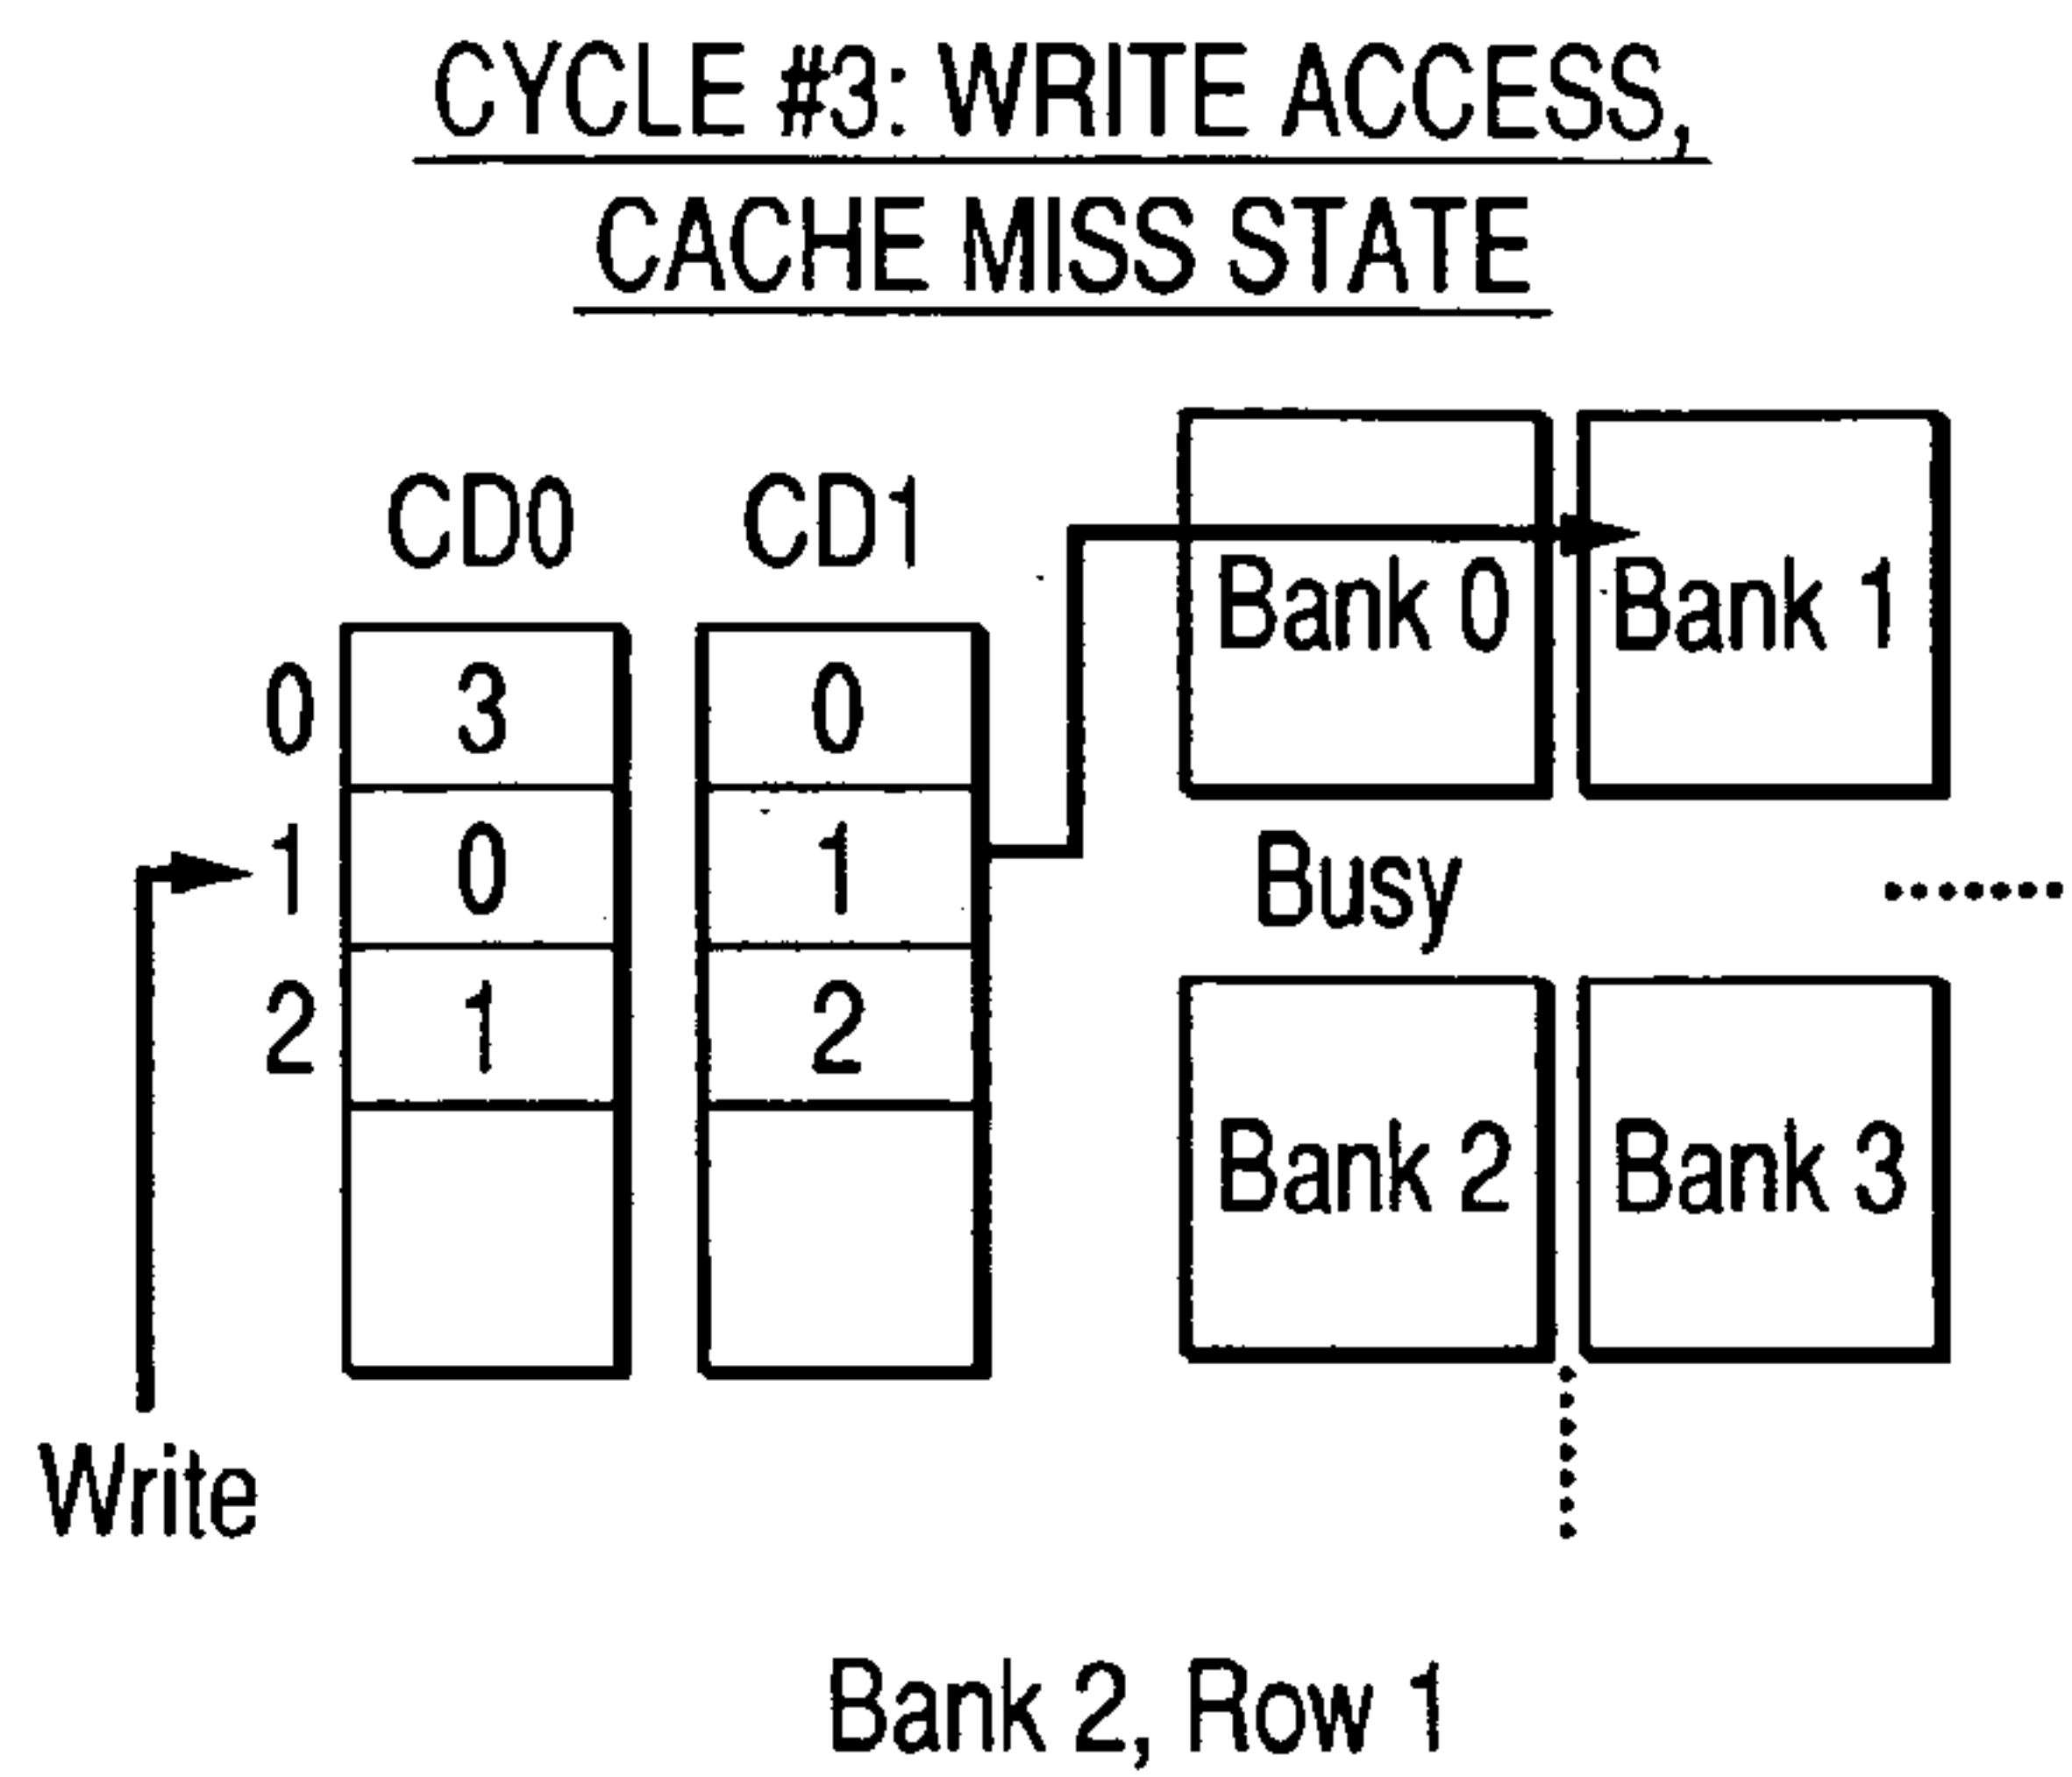 CYCLE #3: WRITE ACCESS,
CACHE MISS STATE
CD0 CD1
Bank 0 Bank 1
0 3 0
1 0 1
Busy
2 1 2
Bank 2 Bank 3
Write
Bank 2, Row 1